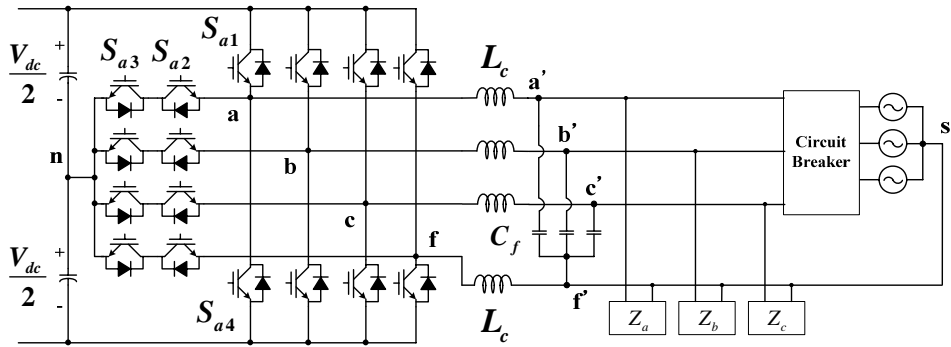 +
V_dc
2
-
S_a3
S_a2
S_a1
L_c
a'
a
n
b
b'
c
c'
C_f
f
f'
L_c
S_a4
+
V_dc
2
-
Circuit
Breaker
s
Z_a
Z_b
Z_c